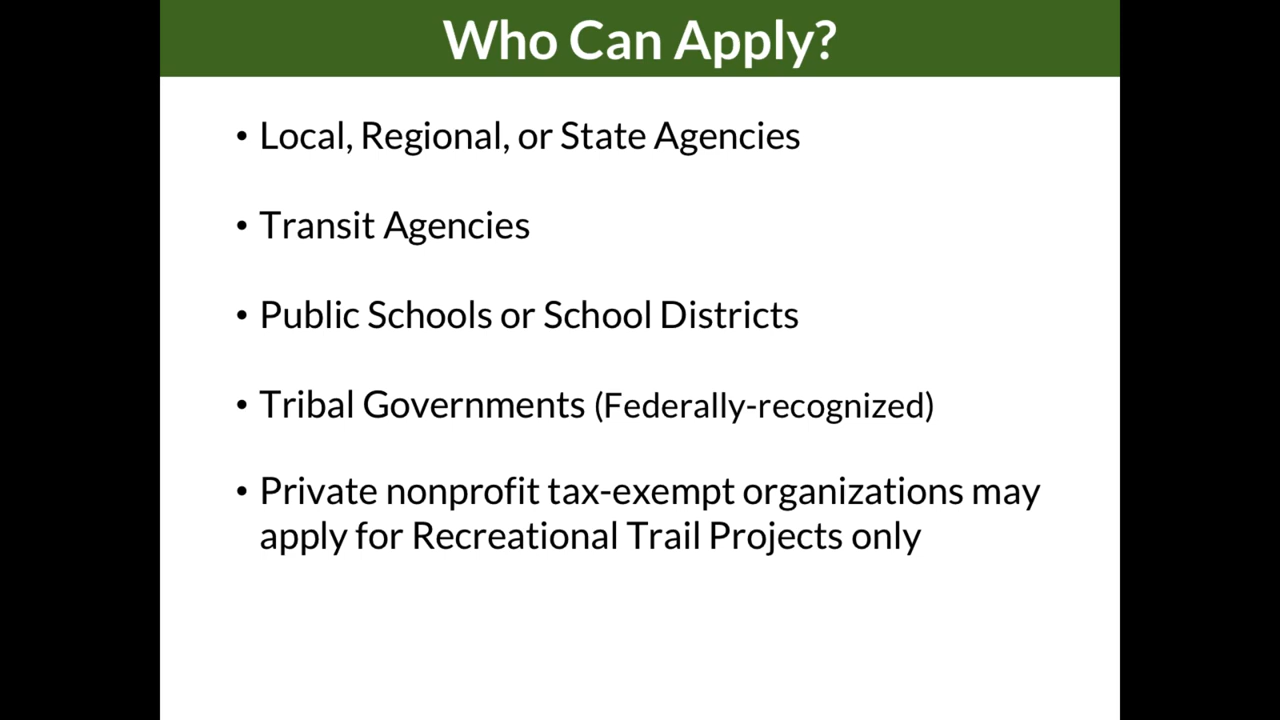 Who Can Apply?
• Local, Regional, or State Agencies
• Transit Agencies
• Public Schools or School Districts
• Tribal Governments (Federally-recognized)
• Private nonprofit tax-exempt organizations may
apply for Recreational Trail Projects only